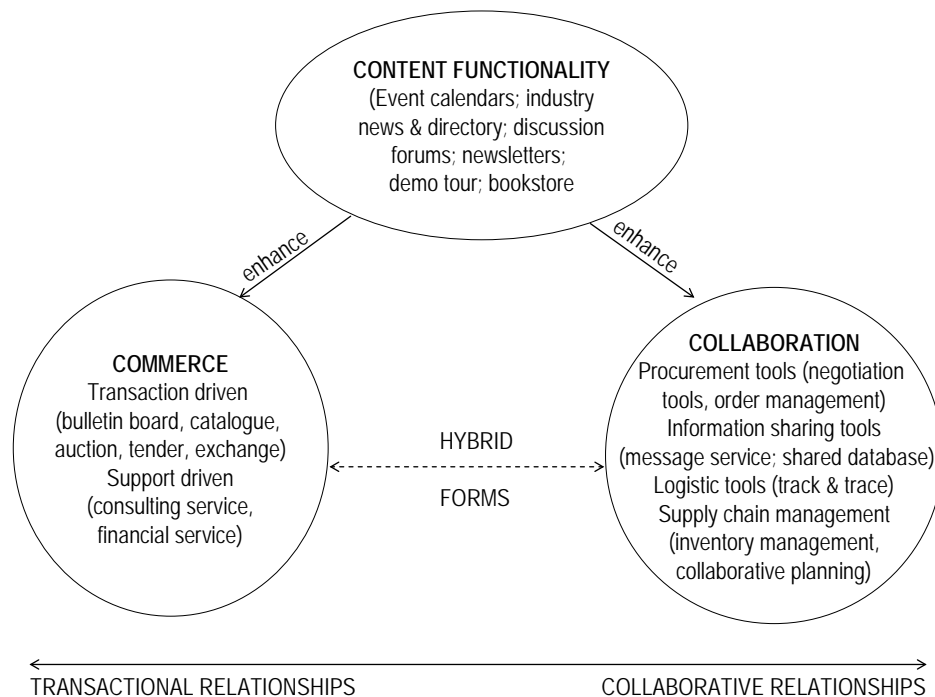 CONTENT FUNCTIONALITY
(Event calendars; industry
news & directory; discussion
forums; newsletters;
demo tour; bookstore
enhance
enhance
COMMERCE
Transaction driven
(bulletin board, catalogue,
auction, tender, exchange)
Support driven
(consulting service,
financial service)
HYBRID
FORMS
COLLABORATION
Procurement tools (negotiation
tools, order management)
Information sharing tools
(message service; shared database)
Logistic tools (track & trace)
Supply chain management
(inventory management,
collaborative planning)
TRANSACTIONAL RELATIONSHIPS
COLLABORATIVE RELATIONSHIPS